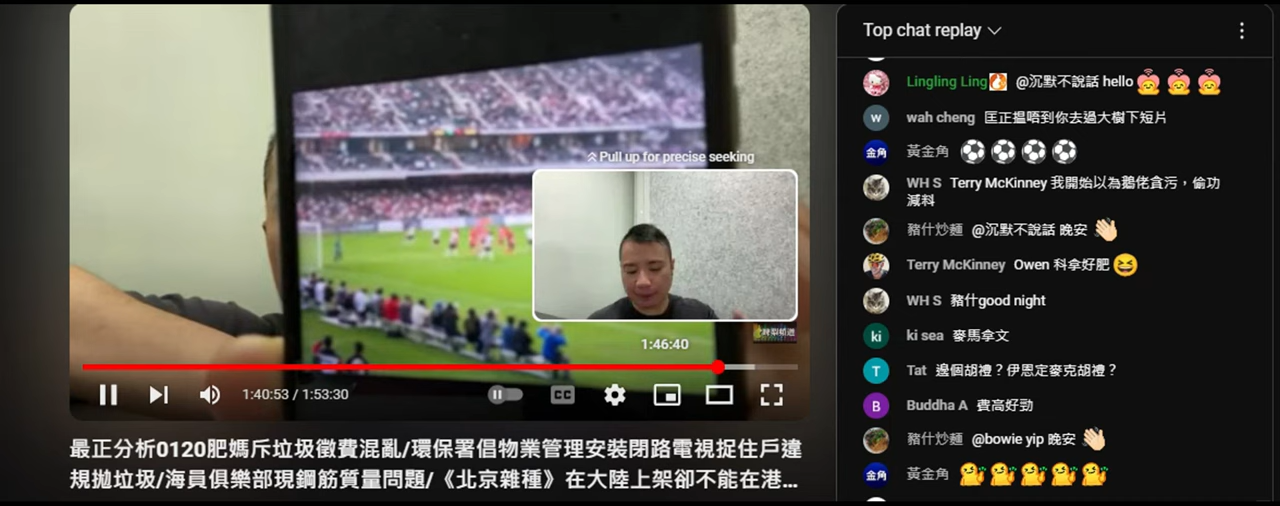 Pull up for precise seeking
1:46:40
1:40:53 / 1:53:30
CC
最正分析0120肥媽斥垃圾徵費混亂/環保署倡物業管理安裝閉路電視捉住戶違
規拋垃圾/海員俱樂部現鋼筋質量問題/《北京雜種》在大陸上架卻不能在港...
Top chat replay
Lingling Ling @沉默不說話 hello
w wah cheng 匡正搵唔到你去過大樹下短片
金角 黃金角
WH S Terry McKinney 我開始以為鵝佬貪污，偷功
減料
豬什炒麵 @沉默不說話 晚安
Terry McKinney Owen 科拿好肥
WH S 豬什good night
ki ki sea 麥馬拿文
T Tat 邊個胡禮？伊恩定麥克胡禮？
B Buddha A 費高好勁
豬什炒麵 @bowie yip 晚安
金角 黃金角